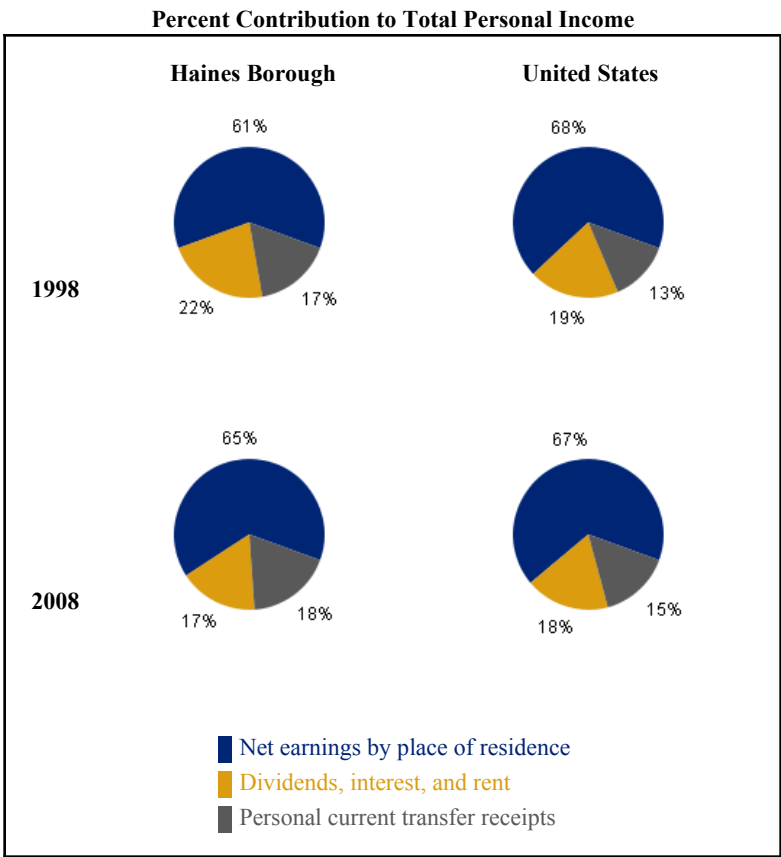 Percent Contribution to Total Personal Income
Haines Borough United States
61% 68%
1998
22% 17% 19% 13%
65% 67%
2008
17% 18% 18% 15%
Net earnings by place of residence
Dividends, interest, and rent
Personal current transfer receipts